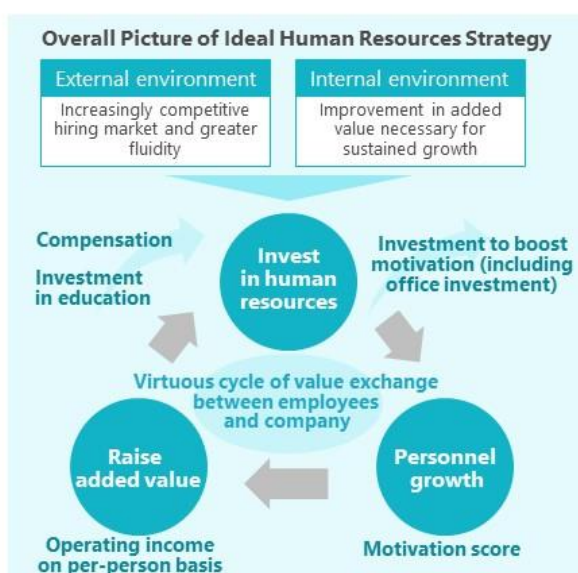 Overall Picture of Ideal Human Resources Strategy
External environment
Increasingly competitive
hiring market and greater
fluidity
Internal environment
Improvement in added
value necessary for
sustained growth
Compensation
Investment
in education
Invest
in human
resources
Investment to boost
motivation (including
office investment)
Virtuous cycle of value exchange
between employees
and company
Raise
added value
Personnel
growth
Operating income
on per-person basis
Motivation score